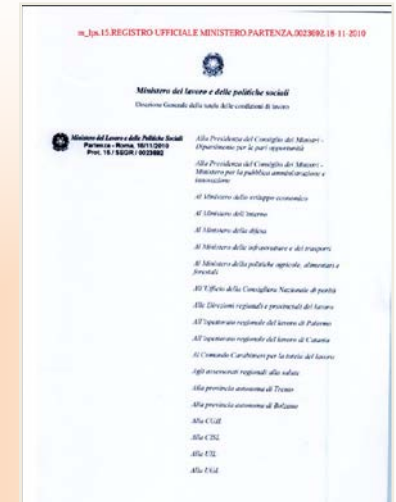 m_lps.15.REGISTRO UFFICIALE MINISTERO.PARTENZA.0023692.18-11-2010
Ministero del lavoro e delle politiche sociali
Direzione Generale della tutela delle condizioni di lavoro
Ministero del Lavoro e delle Politiche Sociali
Partenza - Roma, 18/11/2010
Prot. 15 / SEGR / 0023692
Alla Presidenza del Consiglio dei Ministri -
Dipartimento per le pari opportunità
Alla Presidenza del Consiglio dei Ministri -
Ministero per la pubblica amministrazione e
innovazione
Al Ministero dello sviluppo economico
Al Ministero dell'interno
Al Ministero della difesa
Al Ministero delle infrastrutture e dei trasporti
Al Ministero della politiche agricole, alimentari e
forestali
All'Ufficio della Consigliera Nazionale di parità
Alle Direzioni regionali e provinciali del lavoro
All'ispettorato regionale del lavoro di Palermo
All'ispettorato regionale del lavoro di Catania
Al Comando Carabinieri per la tutela del lavoro
Agli assessorati regionali alla salute
Alla provincia autonoma di Trento
Alla provincia autonoma di Bolzano
Alla CGIL
Alla CISL
Alla UIL
Alla UGL